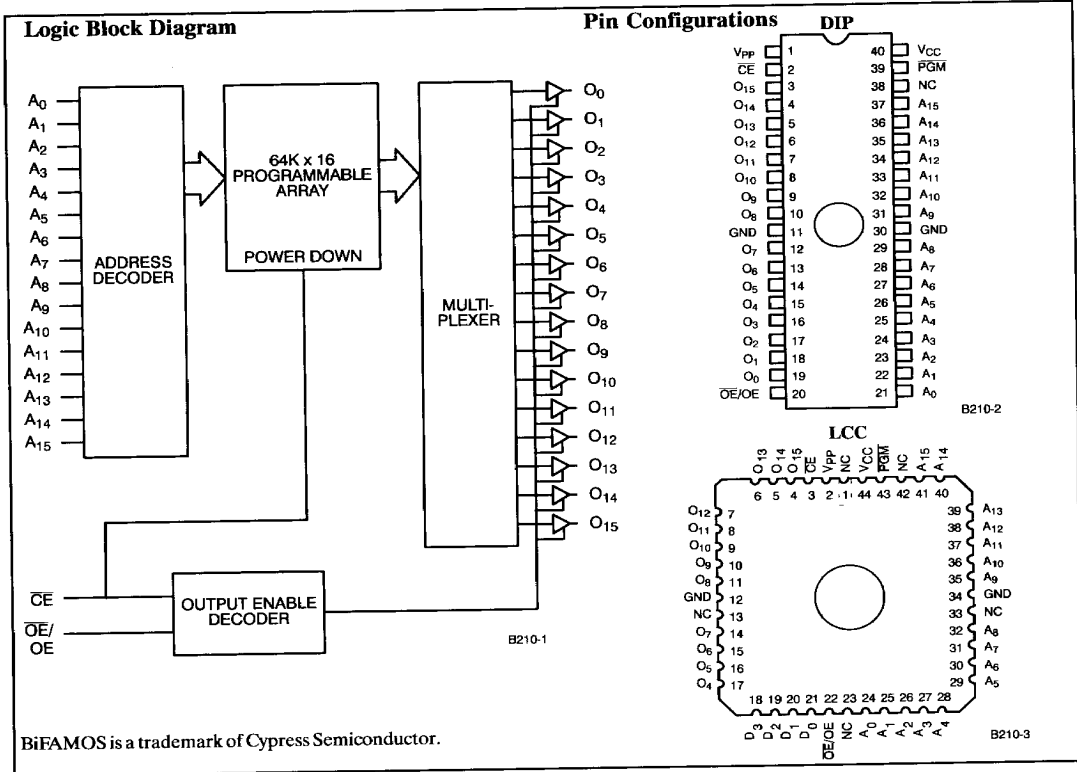 Logic Block Diagram
A0
A1
A2
A3
A4
A5
A6
A7
A8
A9
A10
A11
A12
A13
A14
A15
ADDRESS
DECODER
64K x 16
PROGRAMMABLE
ARRAY
POWER DOWN
MULTI-
PLEXER
O0
O1
O2
O3
O4
O5
O6
O7
O8
O9
O10
O11
O12
O13
O14
O15
CE
OE/
OE
OUTPUT ENABLE
DECODER
B210-1
BiFAMOS is a trademark of Cypress Semiconductor.
Pin Configurations
DIP
VPP 1 40 VCC
CE 2 39 PGM
O15 3 38 NC
O14 4 37 A15
O13 5 36 A14
O12 6 35 A13
O11 7 34 A12
O10 8 33 A11
O9 9 32 A10
O8 10 31 A9
GND 11 30 GND
O7 12 29 A8
O6 13 28 A7
O5 14 27 A6
O4 15 26 A5
O3 16 25 A4
O2 17 24 A3
O1 18 23 A2
O0 19 22 A1
OE/OE 20 21 A0
B210-2
LCC
O13 O14 O15 CE VPP NC VCC PGM NC A15 A14
6 5 4 3 2 1 44 43 42 41 40
O12 7 39 A13
O11 8 38 A12
O10 9 37 A11
O9 10 36 A10
O8 11 35 A9
GND 12 34 GND
NC 13 33 NC
O7 14 32 A8
O6 15 31 A7
O5 16 30 A6
O4 17 29 A5
18 19 20 21 22 23 24 25 26 27 28
D3 D2 D1 D0 OE/OE NC A0 A1 A2 A3 A4
B210-3